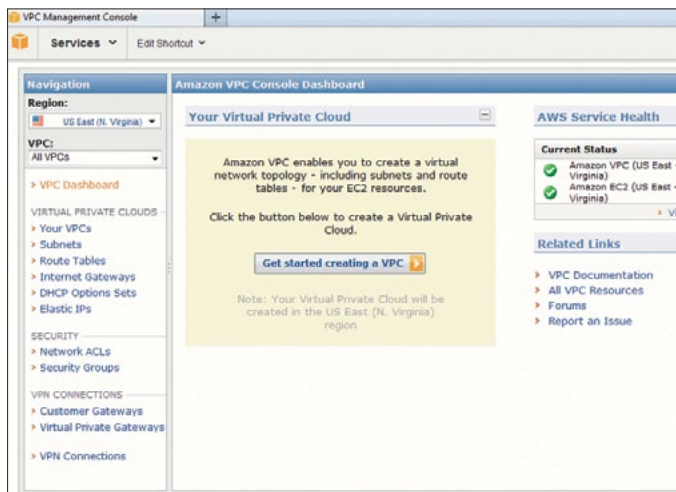 VPC Management Console
+
Services
Edit Shortcut
Navigation
Region:
US East (N. Virginia)
VPC:
All VPCs
> VPC Dashboard
VIRTUAL PRIVATE CLOUDS
> Your VPCs
> Subnets
> Route Tables
> Internet Gateways
> DHCP Options Sets
> Elastic IPs
SECURITY
> Network ACLs
> Security Groups
VPN CONNECTIONS
> Customer Gateways
> Virtual Private Gateways
> VPN Connections
Amazon VPC Console Dashboard
Your Virtual Private Cloud
Amazon VPC enables you to create a virtual
network topology - including subnets and route
tables - for your EC2 resources.
Click the button below to create a Virtual Private
Cloud.
Get started creating a VPC
Note: Your Virtual Private Cloud will be
created in the US East (N. Virginia)
region
AWS Service Health
Current Status
Amazon VPC (US East -
Virginia)
Amazon EC2 (US East -
Virginia)
Related Links
> VPC Documentation
> All VPC Resources
> Forums
> Report an Issue